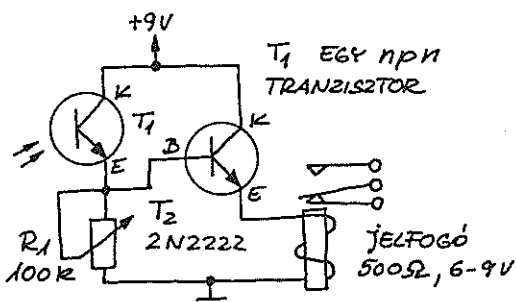 +9V
T1 EGY npn
TRANZISZTOR
K
T1
E
B
K
E
T2
2N2222
R1
100k
JELFOGÓ
500Ω, 6-9V